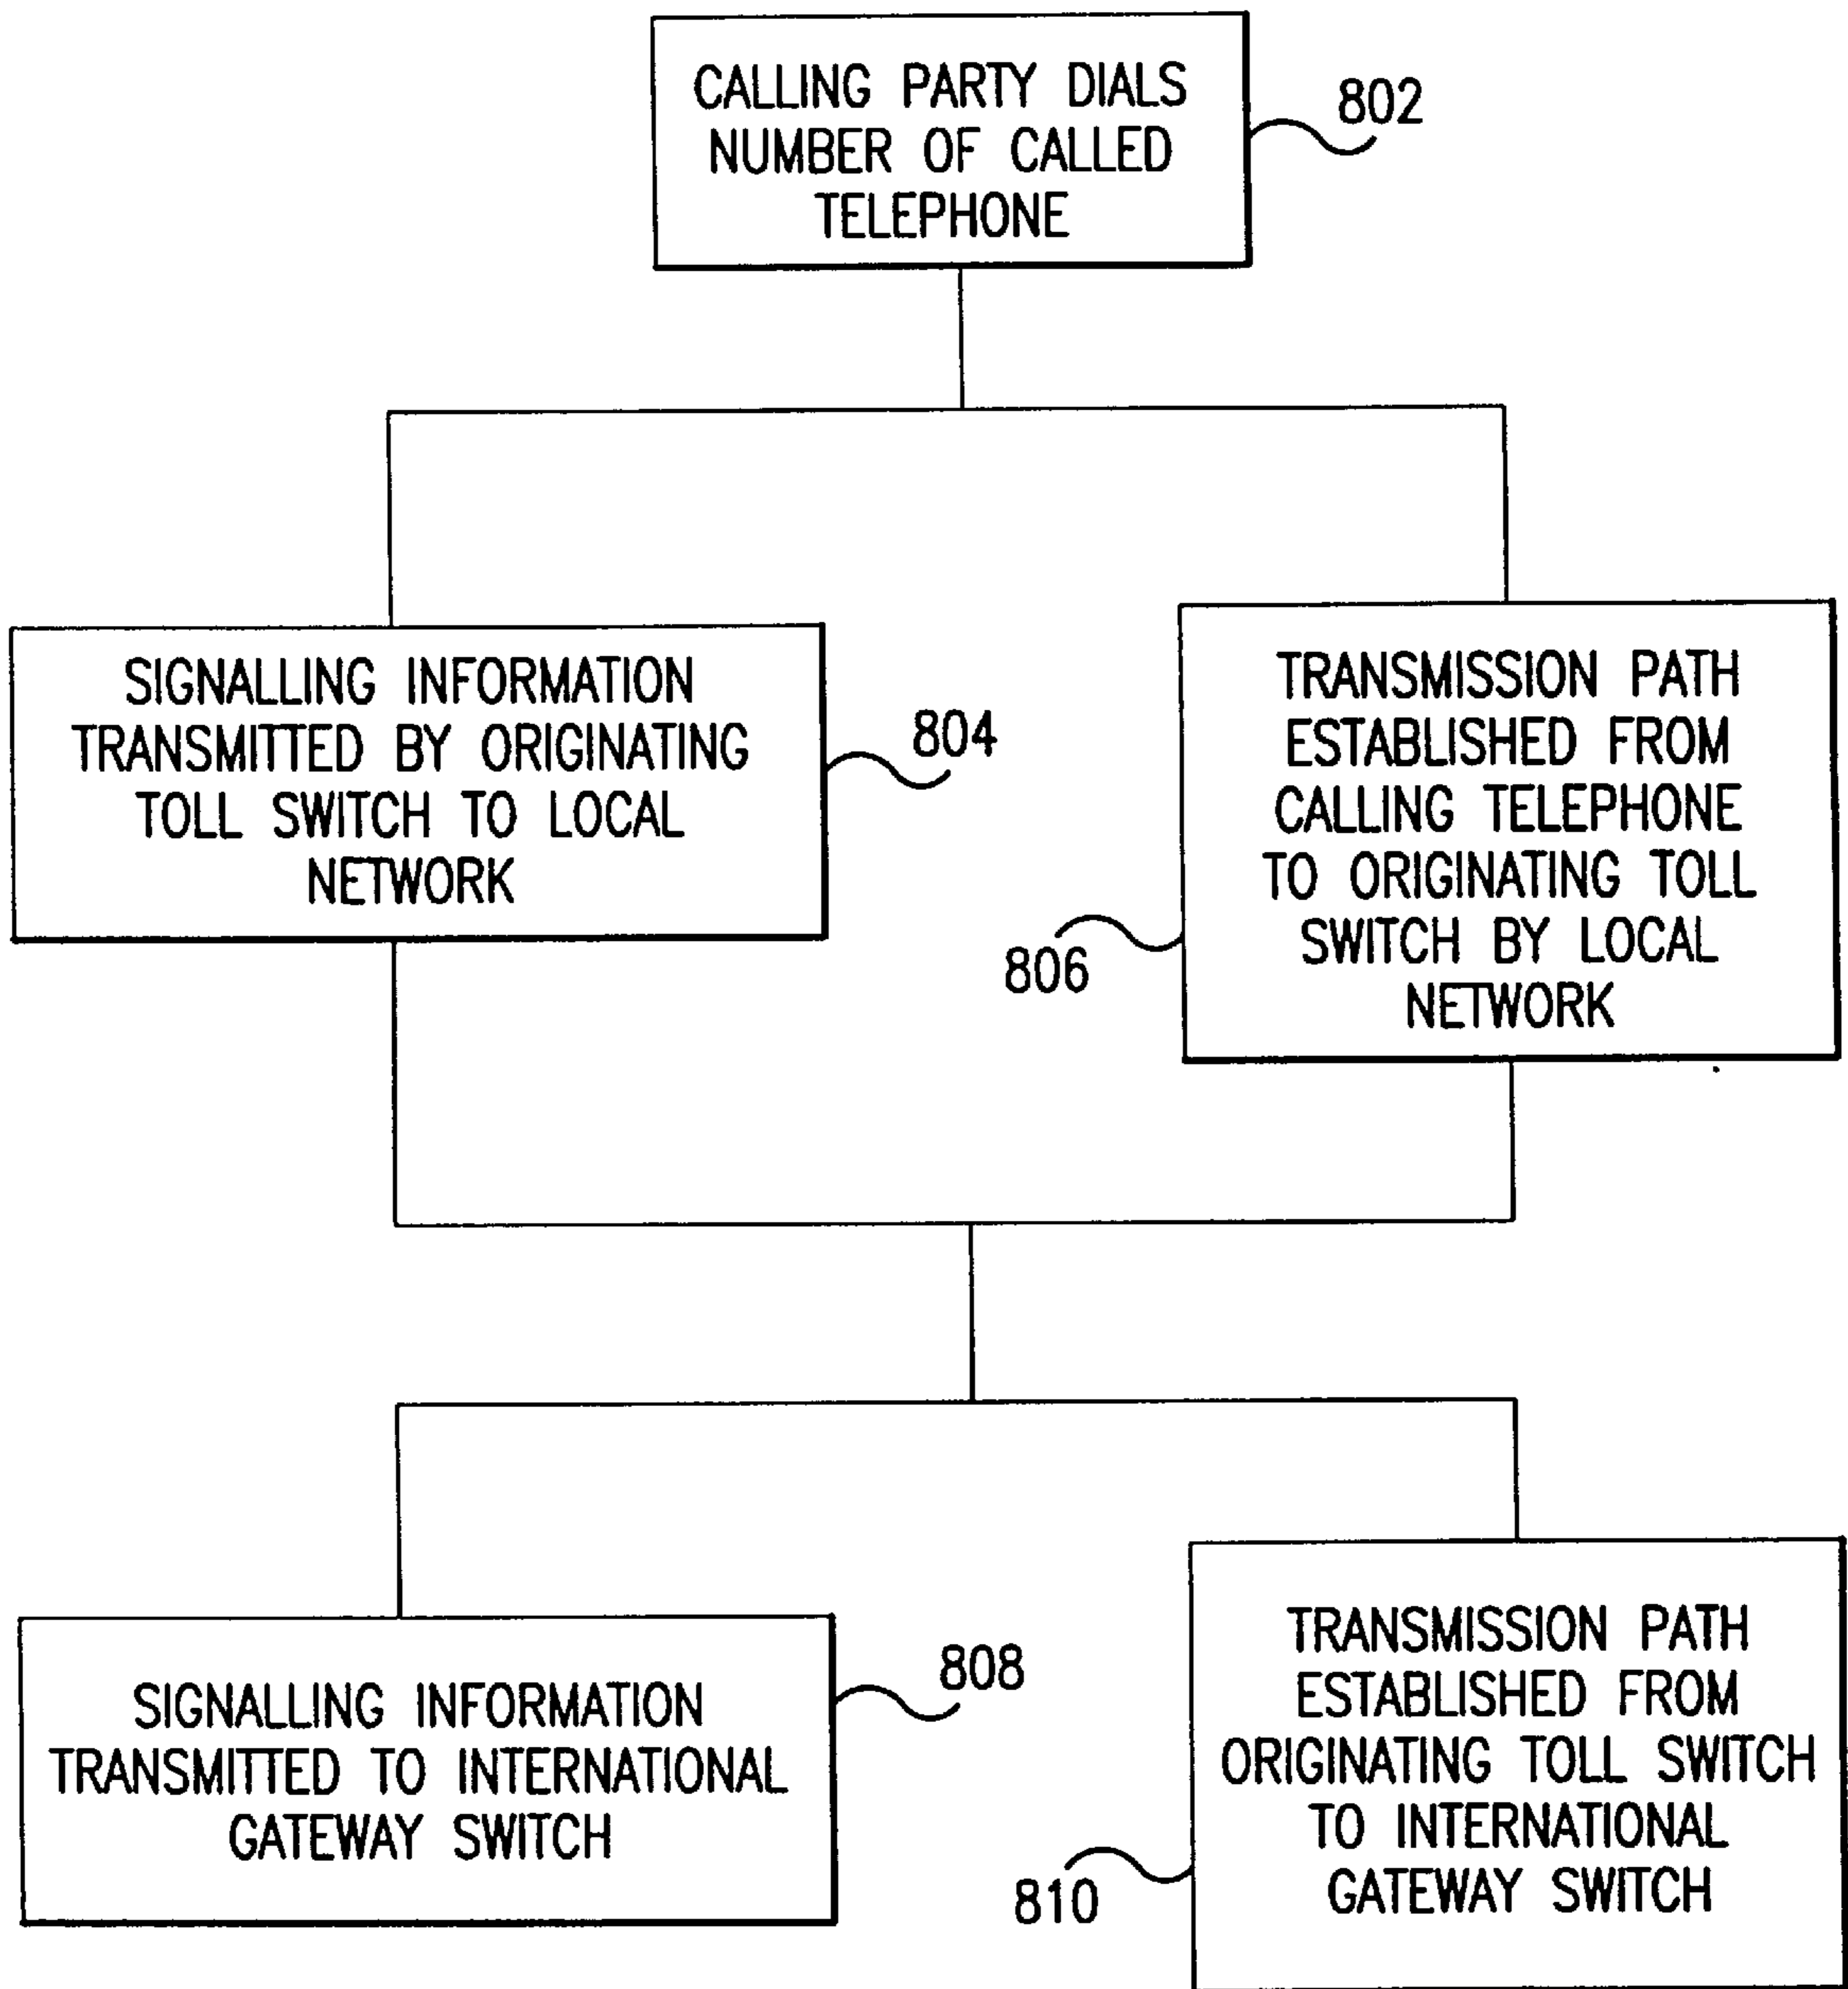 CALLING PARTY DIALS
NUMBER OF CALLED
TELEPHONE
802
SIGNALLING INFORMATION
TRANSMITTED BY ORIGINATING
TOLL SWITCH TO LOCAL
NETWORK
804
TRANSMISSION PATH
ESTABLISHED FROM
CALLING TELEPHONE
TO ORIGINATING TOLL
SWITCH BY LOCAL
NETWORK
806
SIGNALLING INFORMATION
TRANSMITTED TO INTERNATIONAL
GATEWAY SWITCH
808
TRANSMISSION PATH
ESTABLISHED FROM
ORIGINATING TOLL SWITCH
TO INTERNATIONAL
GATEWAY SWITCH
810